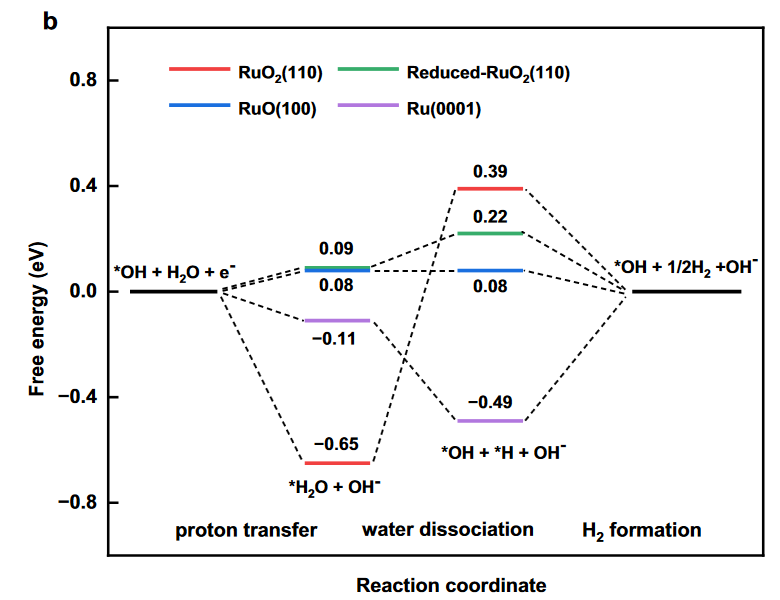 b
RuO₂(110) Reduced-RuO₂(110)
RuO(100) Ru(0001)
Free energy (eV)
0.8
0.4
0.0
−0.4
−0.8
0.39
0.22
0.09
*OH + H₂O + e⁻
*OH + 1/2H₂ +OH⁻
0.08
0.08
−0.11
−0.49
−0.65
*OH + *H + OH⁻
*H₂O + OH⁻
proton transfer water dissociation H₂ formation
Reaction coordinate